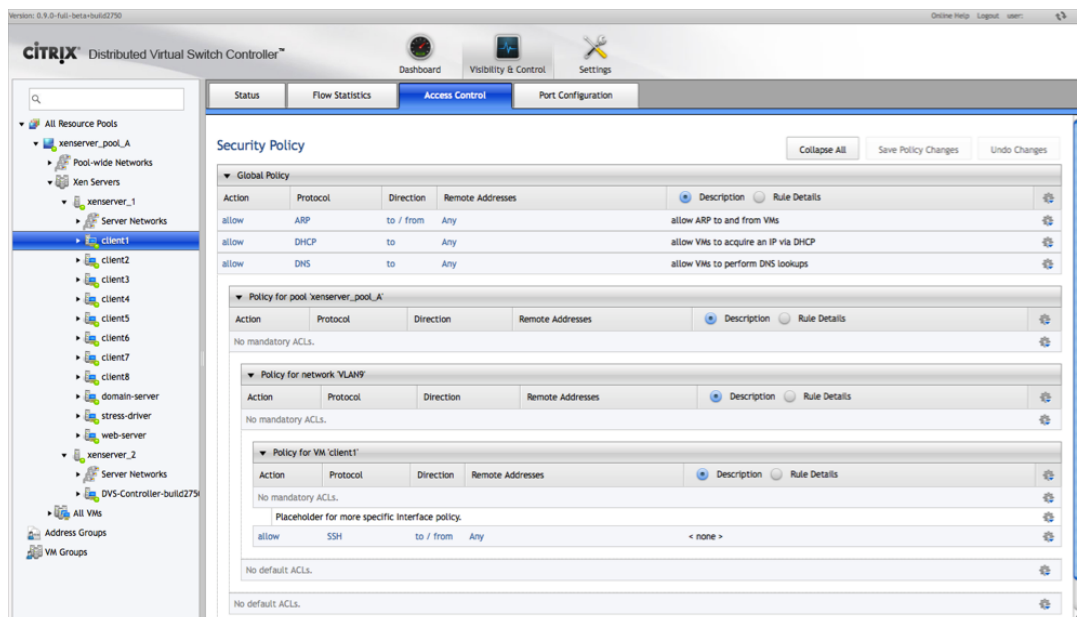 Version: 0.9.0-full-beta+build2750
Online Help Logout user:
CITRIX Distributed Virtual Switch Controller™
Dashboard Visibility & Control Settings
Status Flow Statistics Access Control Port Configuration
All Resource Pools
xenserver_pool_A
Pool-wide Networks
Xen Servers
xenserver_1
Server Networks
client1
client2
client3
client4
client5
client6
client7
client8
domain-server
stress-driver
web-server
xenserver_2
Server Networks
DVS-Controller-build275
All VMs
Address Groups
VM Groups
Security Policy
Collapse All Save Policy Changes Undo Changes
Global Policy
Action Protocol Direction Remote Addresses Description Rule Details
allow ARP to / from Any allow ARP to and from VMs
allow DHCP to Any allow VMs to acquire an IP via DHCP
allow DNS to Any allow VMs to perform DNS lookups
Policy for pool 'xenserver_pool_A'
Action Protocol Direction Remote Addresses Description Rule Details
No mandatory ACLs.
Policy for network 'VLAN9'
Action Protocol Direction Remote Addresses Description Rule Details
No mandatory ACLs.
Policy for VM 'client1'
Action Protocol Direction Remote Addresses Description Rule Details
No mandatory ACLs.
Placeholder for more specific interface policy.
allow SSH to / from Any < none >
No default ACLs.
No default ACLs.